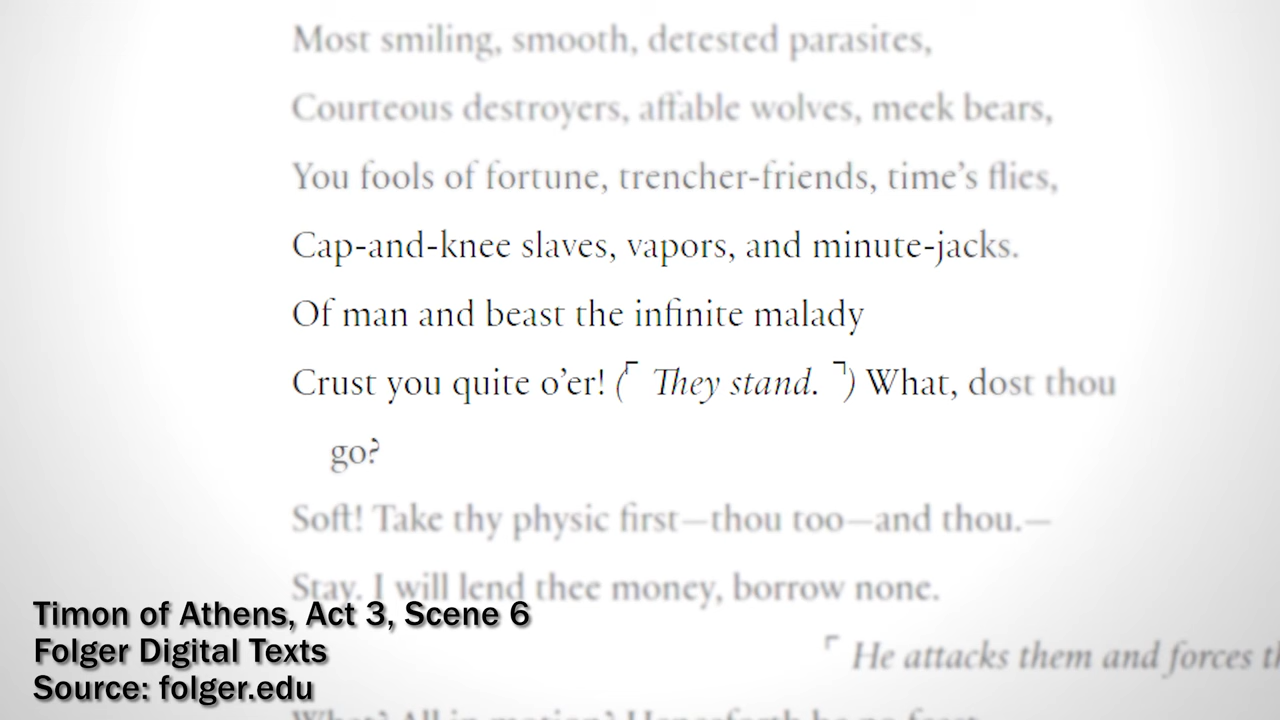 Most smiling, smooth, detested parasites,
Courteous destroyers, affable wolves, meek bears,
You fools of fortune, trencher-friends, time's flies,
Cap-and-knee slaves, vapors, and minute-jacks.
Of man and beast the infinite malady
Crust you quite o'er! (⌜ They stand. ⌝) What, dost thou
go?
Soft! Take thy physic first—thou too—and thou.—
Stay. I will lend thee money, borrow none.
⌜ He attacks them and forces
Timon of Athens, Act 3, Scene 6
Folger Digital Texts
Source: folger.edu